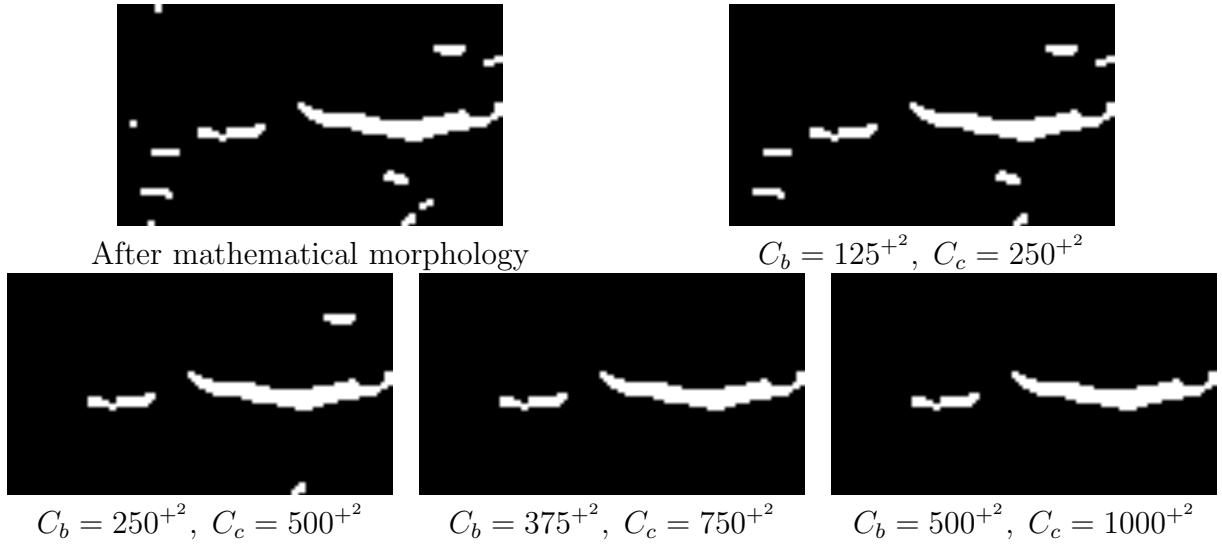 After mathematical morphology
$C_b = 125^{+^2},\ C_c = 250^{+^2}$
$C_b = 250^{+^2},\ C_c = 500^{+^2}$
$C_b = 375^{+^2},\ C_c = 750^{+^2}$
$C_b = 500^{+^2},\ C_c = 1000^{+^2}$